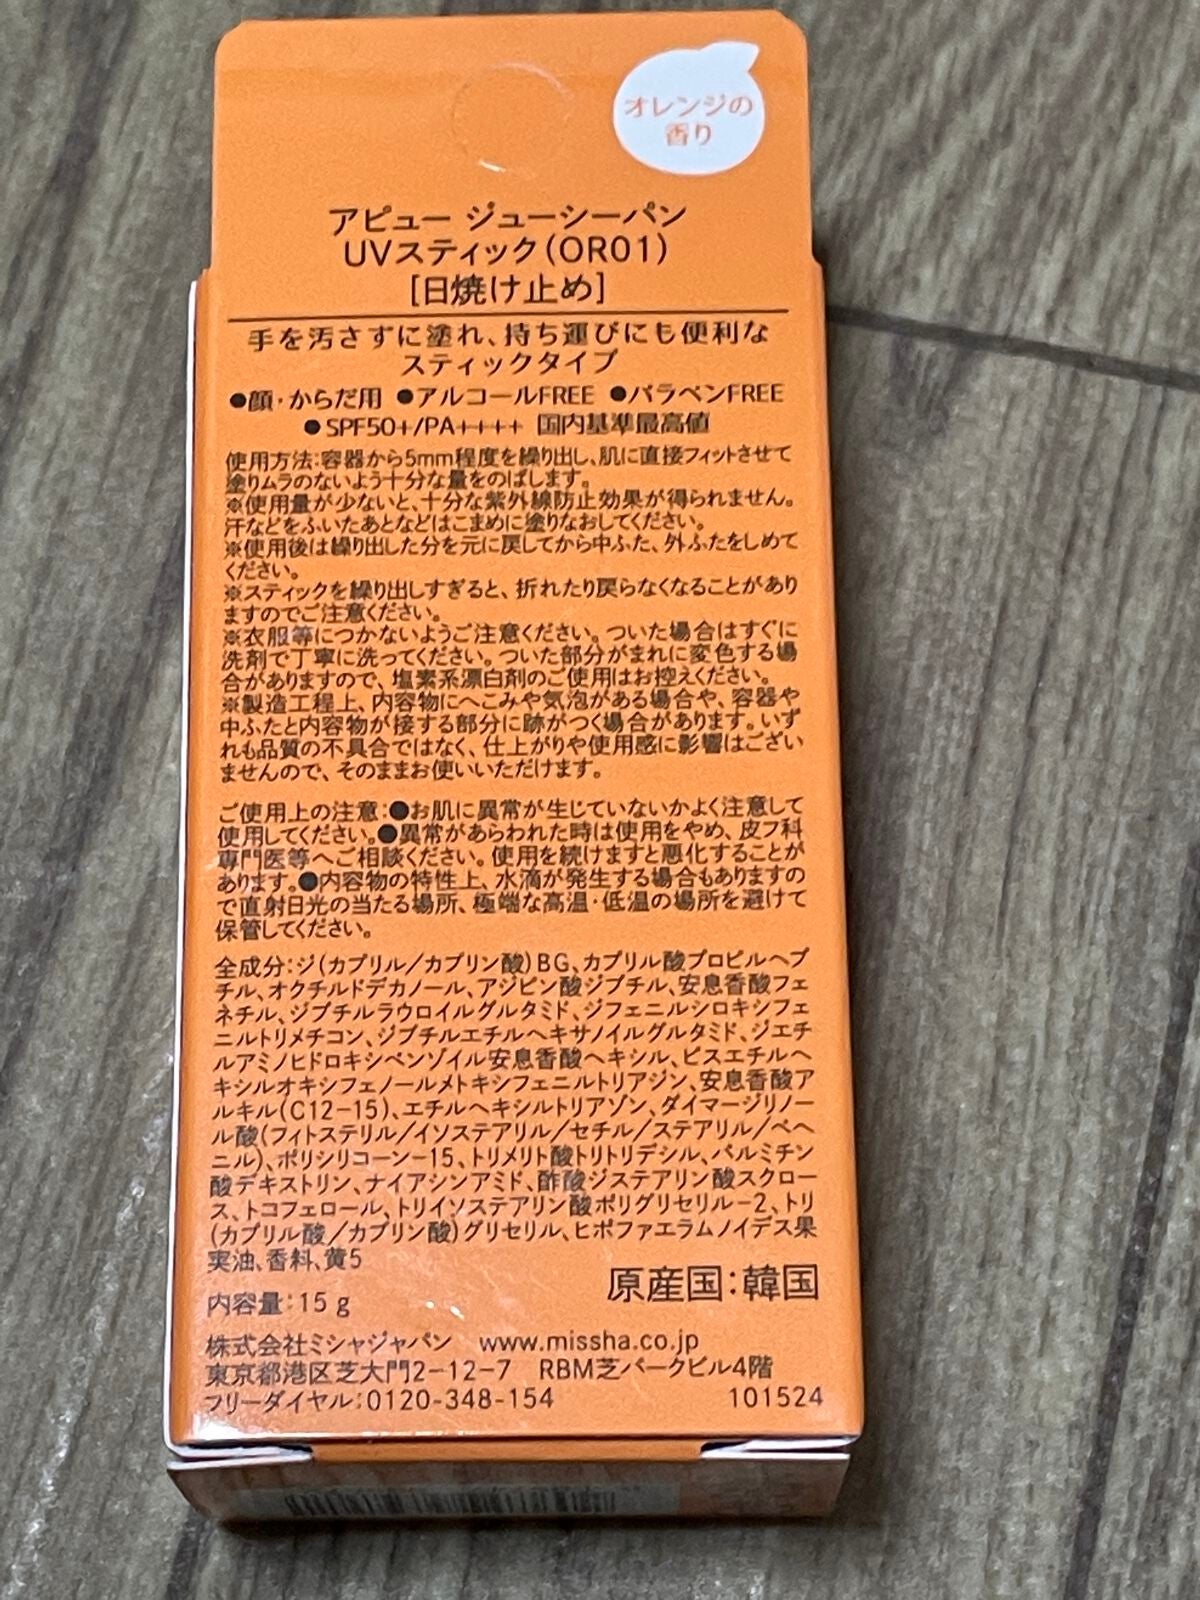 オレンジの
香り
アピュー ジューシーパン
UVスティック(OR01)
[日焼け止め]
手を汚さずに塗れ、持ち運びにも便利な
スティックタイプ
●顔・からだ用 ●アルコールFREE ●パラベンFREE
●SPF50+/PA++++ 国内基準最高値
使用方法:容器から5mm程度を繰り出し、肌に直接フィットさせて
塗りムラのないよう十分な量をのばします。
※使用量が少ないと、十分な紫外線防止効果が得られません。
汗などをふいたあとなどはこまめに塗りなおしてください。
※使用後は繰り出した分を元に戻してから中ふた、外ふたをしめて
ください。
※スティックを繰り出しすぎると、折れたり戻らなくなることがあり
ますのでご注意ください。
※衣服等につかないようご注意ください。ついた場合はすぐに
洗剤で丁寧に洗ってください。ついた部分がまれに変色する場
合がありますので、塩素系漂白剤のご使用はお控えください。
※製造工程上、内容物にへこみや気泡がある場合や、容器や
中ふたと内容物が接する部分に跡がつく場合があります。いず
れも品質の不具合ではなく、仕上がりや使用感に影響はござい
ませんので、そのままお使いいただけます。
ご使用上の注意:●お肌に異常が生じていないかよく注意して
使用してください。●異常があらわれた時は使用をやめ、皮フ科
専門医等へご相談ください。使用を続けますと悪化することが
あります。●内容物の特性上、水滴が発生する場合もありますの
で直射日光の当たる場所、極端な高温・低温の場所を避けて
保管してください。
全成分:ジ(カプリル/カプリン酸)BG、カプリル酸プロピルヘプ
チル、オクチルドデカノール、アジピン酸ジブチル、安息香酸フェ
ネチル、ジブチルラウロイルグルタミド、ジフェニルシロキシフェ
ニルトリメチコン、ジブチルエチルヘキサノイルグルタミド、ジエチ
ルアミノヒドロキシベンゾイル安息香酸ヘキシル、ビスエチルヘ
キシルオキシフェノールメトキシフェニルトリアジン、安息香酸ア
ルキル(C12-15)、エチルヘキシルトリアゾン、ダイマージリノー
ル酸(フィトステリル/イソステアリル/セチル/ステアリル/ベヘ
ニル)、ポリシリコーン-15、トリメリト酸トリトリデシル、パルミチン
酸デキストリン、ナイアシンアミド、酢酸ジステアリン酸スクロー
ス、トコフェロール、トリイソステアリン酸ポリグリセリル-2、トリ
(カプリル酸/カプリン酸)グリセリル、ヒポファエラムノイデス果
実油、香料、黄5
原産国:韓国
内容量:15 g
株式会社ミシャジャパン www.missha.co.jp
東京都港区芝大門2-12-7 RBM芝パークビル4階
フリーダイヤル:0120-348-154 101524